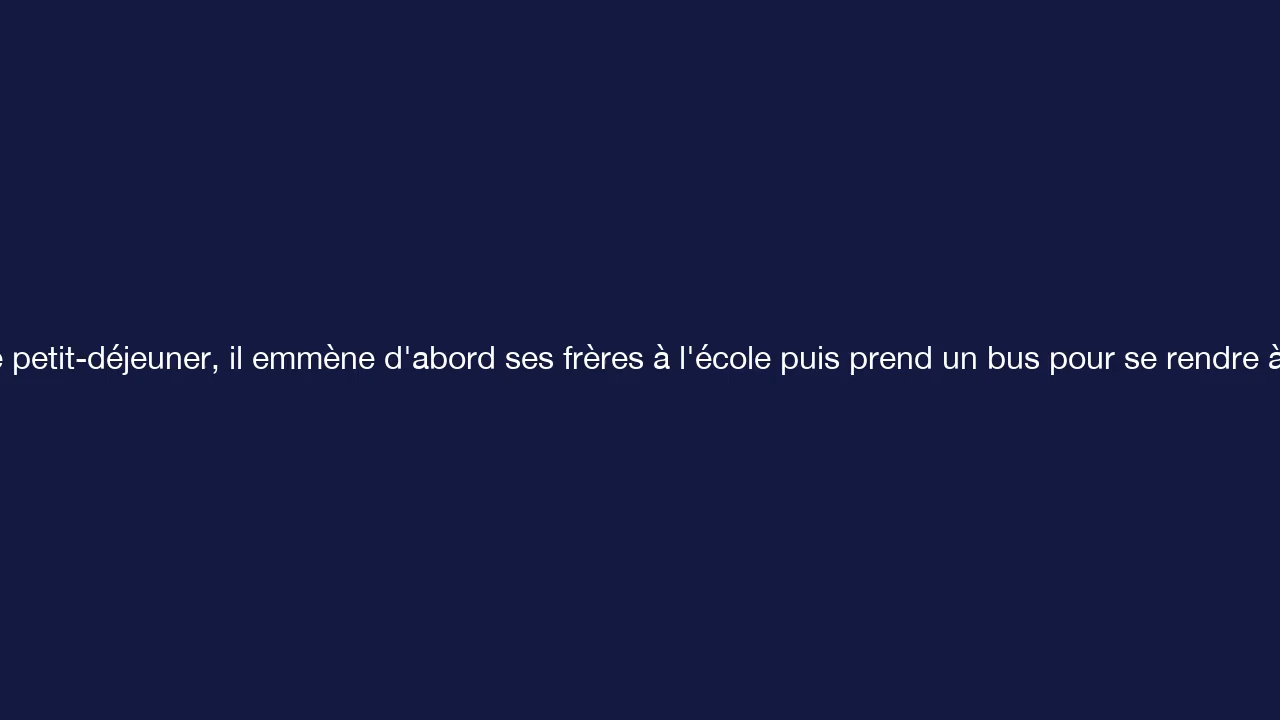 petit-déjeuner, il emmène d'abord ses frères à l'école puis prend un bus pour se rendre à